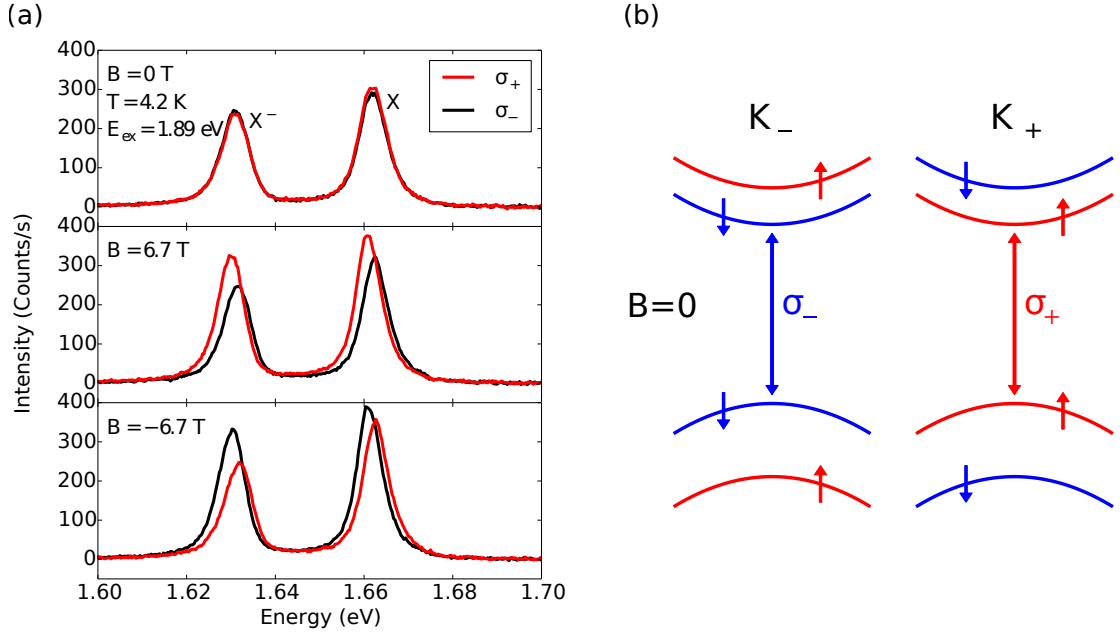 (a)
(b)
400
300
200
100
0
B=0 T
T=4.2 K
E_ex=1.89 eV
X⁻
X
σ+
σ−
400
300
200
100
0
B=6.7 T
400
300
200
100
0
B=−6.7 T
Intensity (Counts/s)
1.60 1.62 1.64 1.66 1.68 1.70
Energy (eV)
K− K+
B=0
σ−
σ+